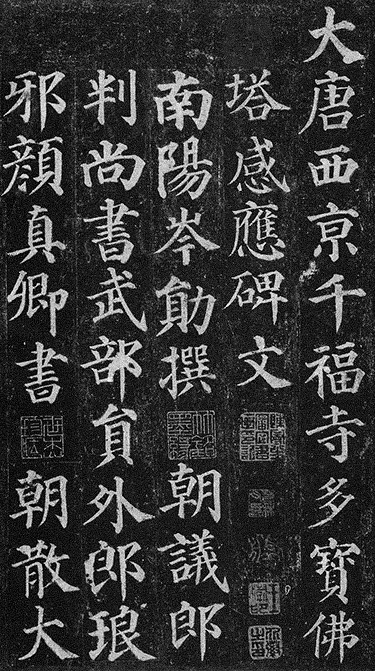 大唐西京千福寺多寶佛
塔感應碑文
南陽岑勛撰 朝議郎
判尚書武部貟外郎琅
邪顏真卿書 朝散大